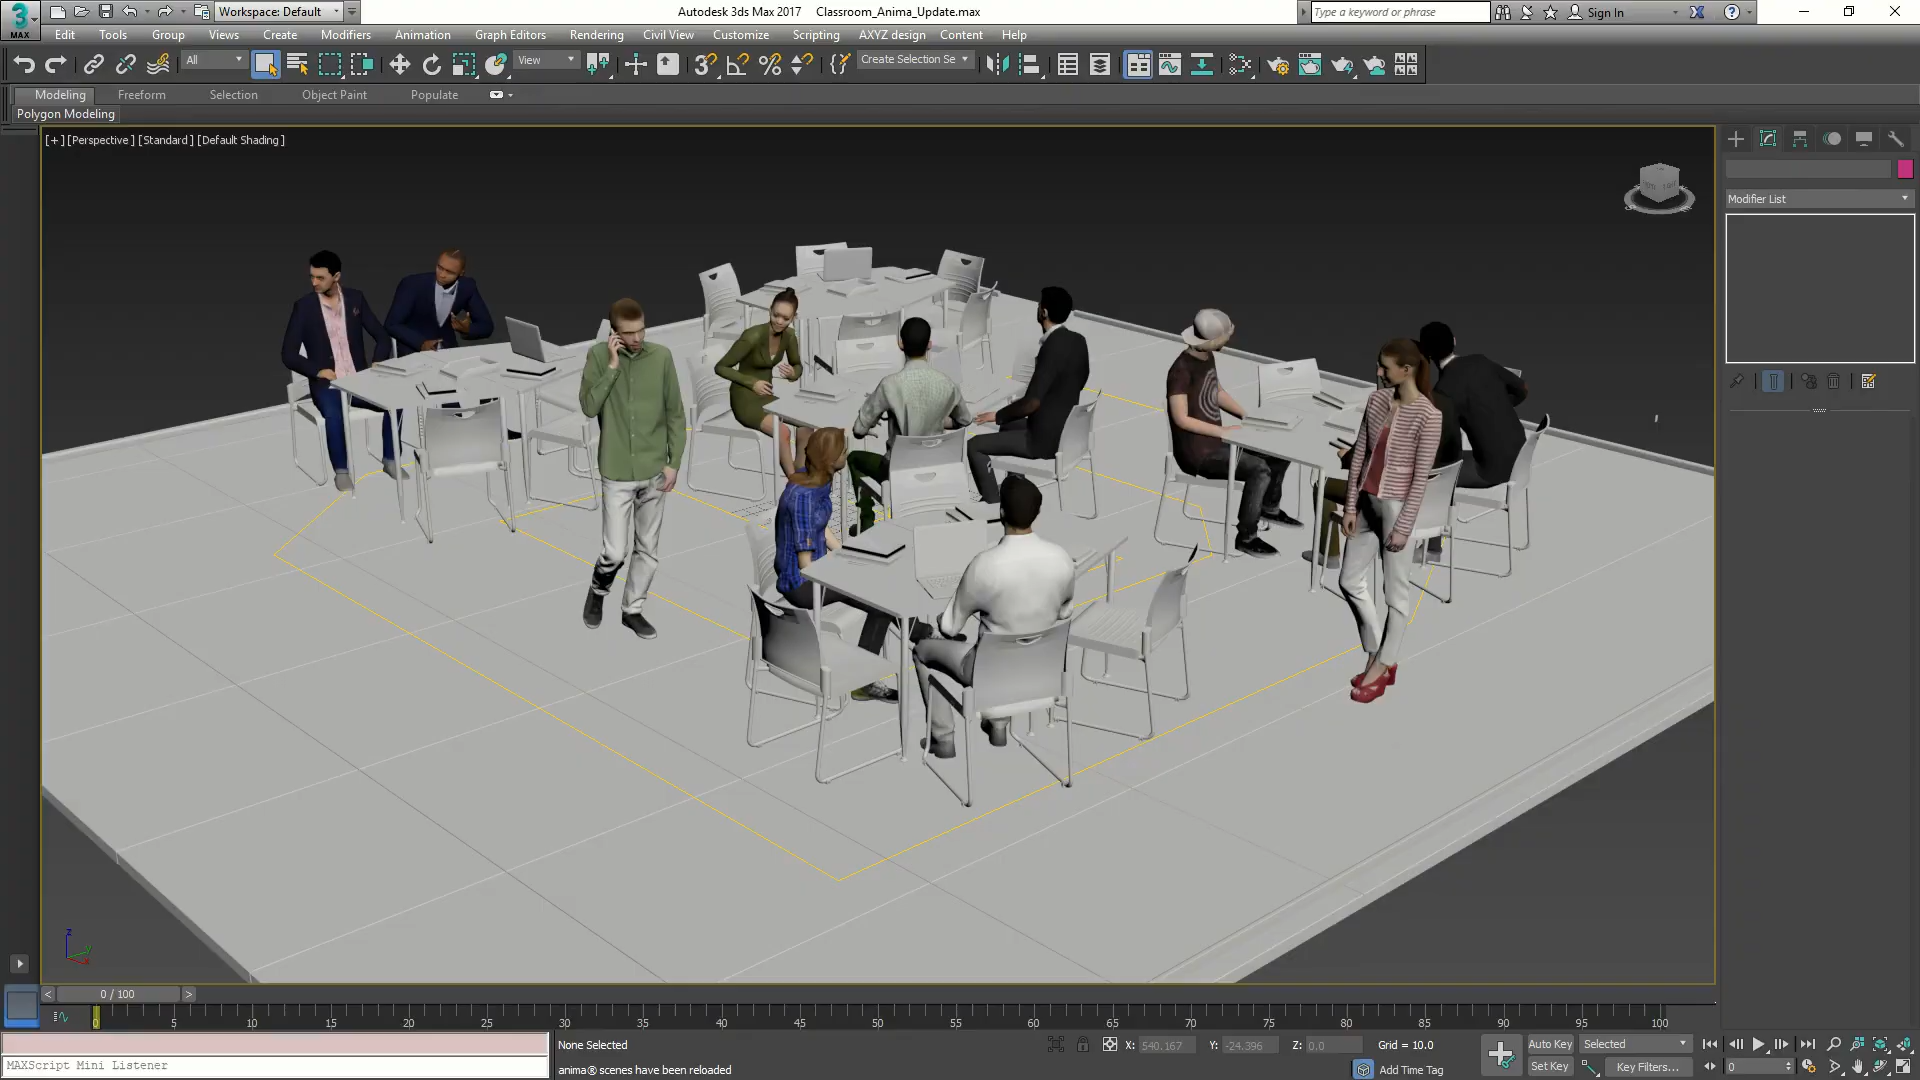 3
MAX
Workspace: Default
Autodesk 3ds Max 2017 Classroom_Anima_Update.max
Type a keyword or phrase
Sign In
Edit Tools Group Views Create Modifiers Animation Graph Editors Rendering Civil View Customize Scripting AXYZ design Content Help
All
View
3
Create Selection Se
Modeling Freeform Selection Object Paint Populate
Polygon Modeling
[+] [Perspective ] [Standard ] [Default Shading ]
Modifier List
z
y
x
< 0 / 100 >
0 5 10 15 20 25 30 35 40 45 50 55 60 65 70 75 80 85 90 95 100
None Selected
X: 540.167 Y: -24.396 Z: 0.0 Grid = 10.0
Auto Key Selected
MAXScript Mini Listener
anima® scenes have been reloaded
Add Time Tag
Set Key Key Filters...
0